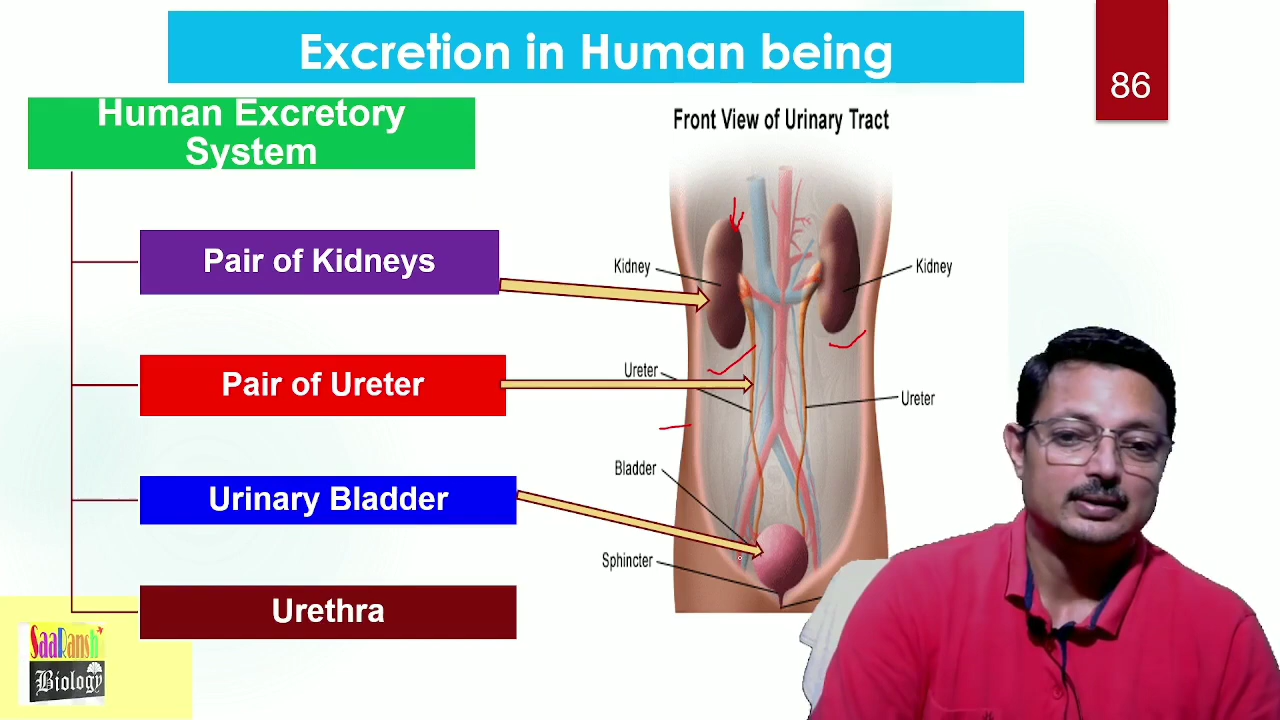 Excretion in Human being
86
Human Excretory
System
Front View of Urinary Tract
Pair of Kidneys
Kidney
Kidney
Pair of Ureter
Ureter
Ureter
Bladder
Urinary Bladder
Sphincter
Urethra
SaaRansh
Biology